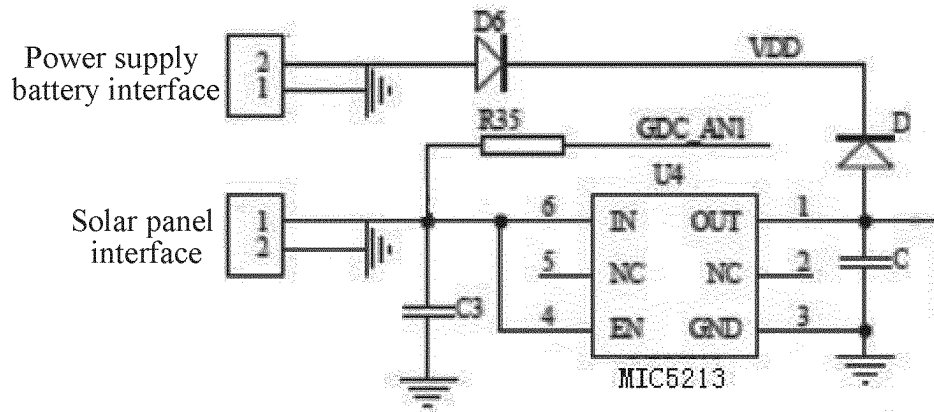 D6
Power supply
battery interface
2
1
VDD
R35
GDC_AN1
D
U4
Solar panel
interface
1
2
6
IN
OUT
1
5
NC
NC
2
C
C3
4
EN
GND
3
MIC5213